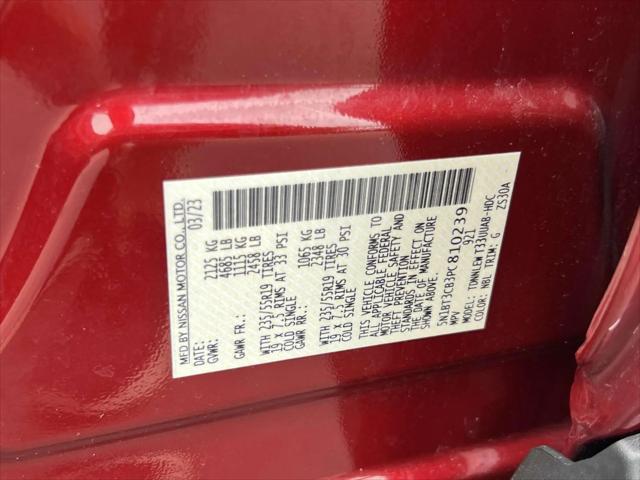 MFD BY NISSAN MOTOR CO., LTD.
DATE: 03/23
GVWR: 2125 KG
4685 LB
GAWR FR.: 1115 KG
2458 LB
WITH 235/55R19 TIRES
19 x 7.5 RIMS AT 33 PSI
COLD SINGLE
GAWR RR.: 1065 KG
2348 LB
WITH 235/55R19 TIRES
19 x 7.5 RIMS AT 30 PSI
COLD SINGLE
THIS VEHICLE CONFORMS TO
ALL APPLICABLE FEDERAL
MOTOR VEHICLE SAFETY AND
THEFT PREVENTION
STANDARDS IN EFFECT ON
THE DATE OF MANUFACTURE
SHOWN ABOVE.
5N1BT3CB3PC810239
MPV 921
MODEL: TDNNLEWT33UUAB-HDC
COLOR: NBL TRIM: G ZS30A